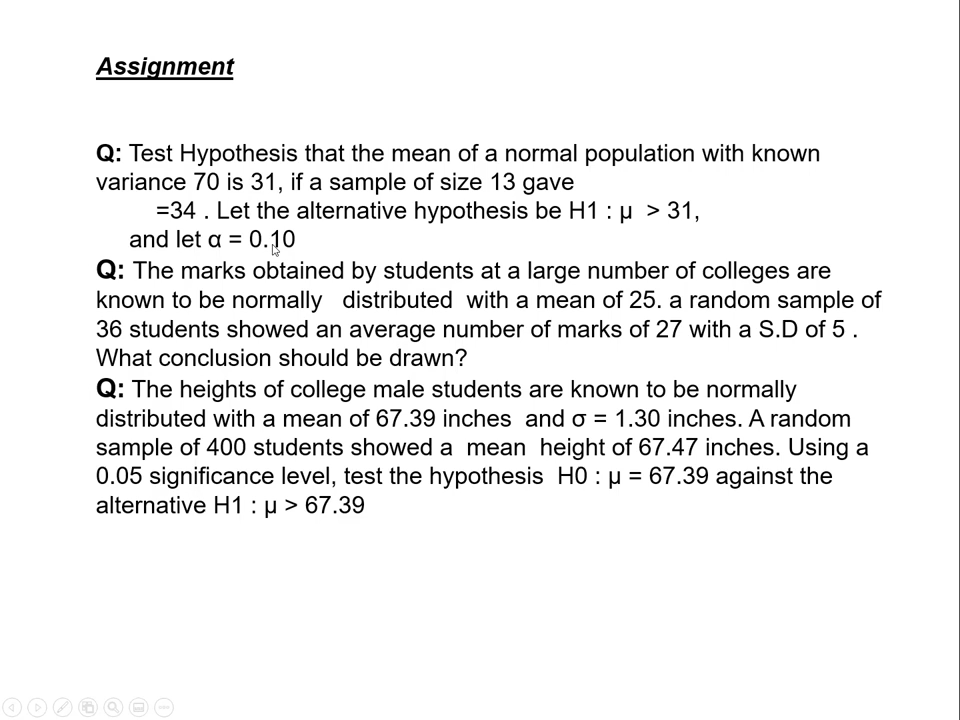 Assignment
Q: Test Hypothesis that the mean of a normal population with known
variance 70 is 31, if a sample of size 13 gave
=34 . Let the alternative hypothesis be H1 : μ > 31,
and let α = 0.10
Q: The marks obtained by students at a large number of colleges are
known to be normally distributed with a mean of 25. a random sample of
36 students showed an average number of marks of 27 with a S.D of 5 .
What conclusion should be drawn?
Q: The heights of college male students are known to be normally
distributed with a mean of 67.39 inches and σ = 1.30 inches. A random
sample of 400 students showed a mean height of 67.47 inches. Using a
0.05 significance level, test the hypothesis H0 : μ = 67.39 against the
alternative H1 : μ > 67.39